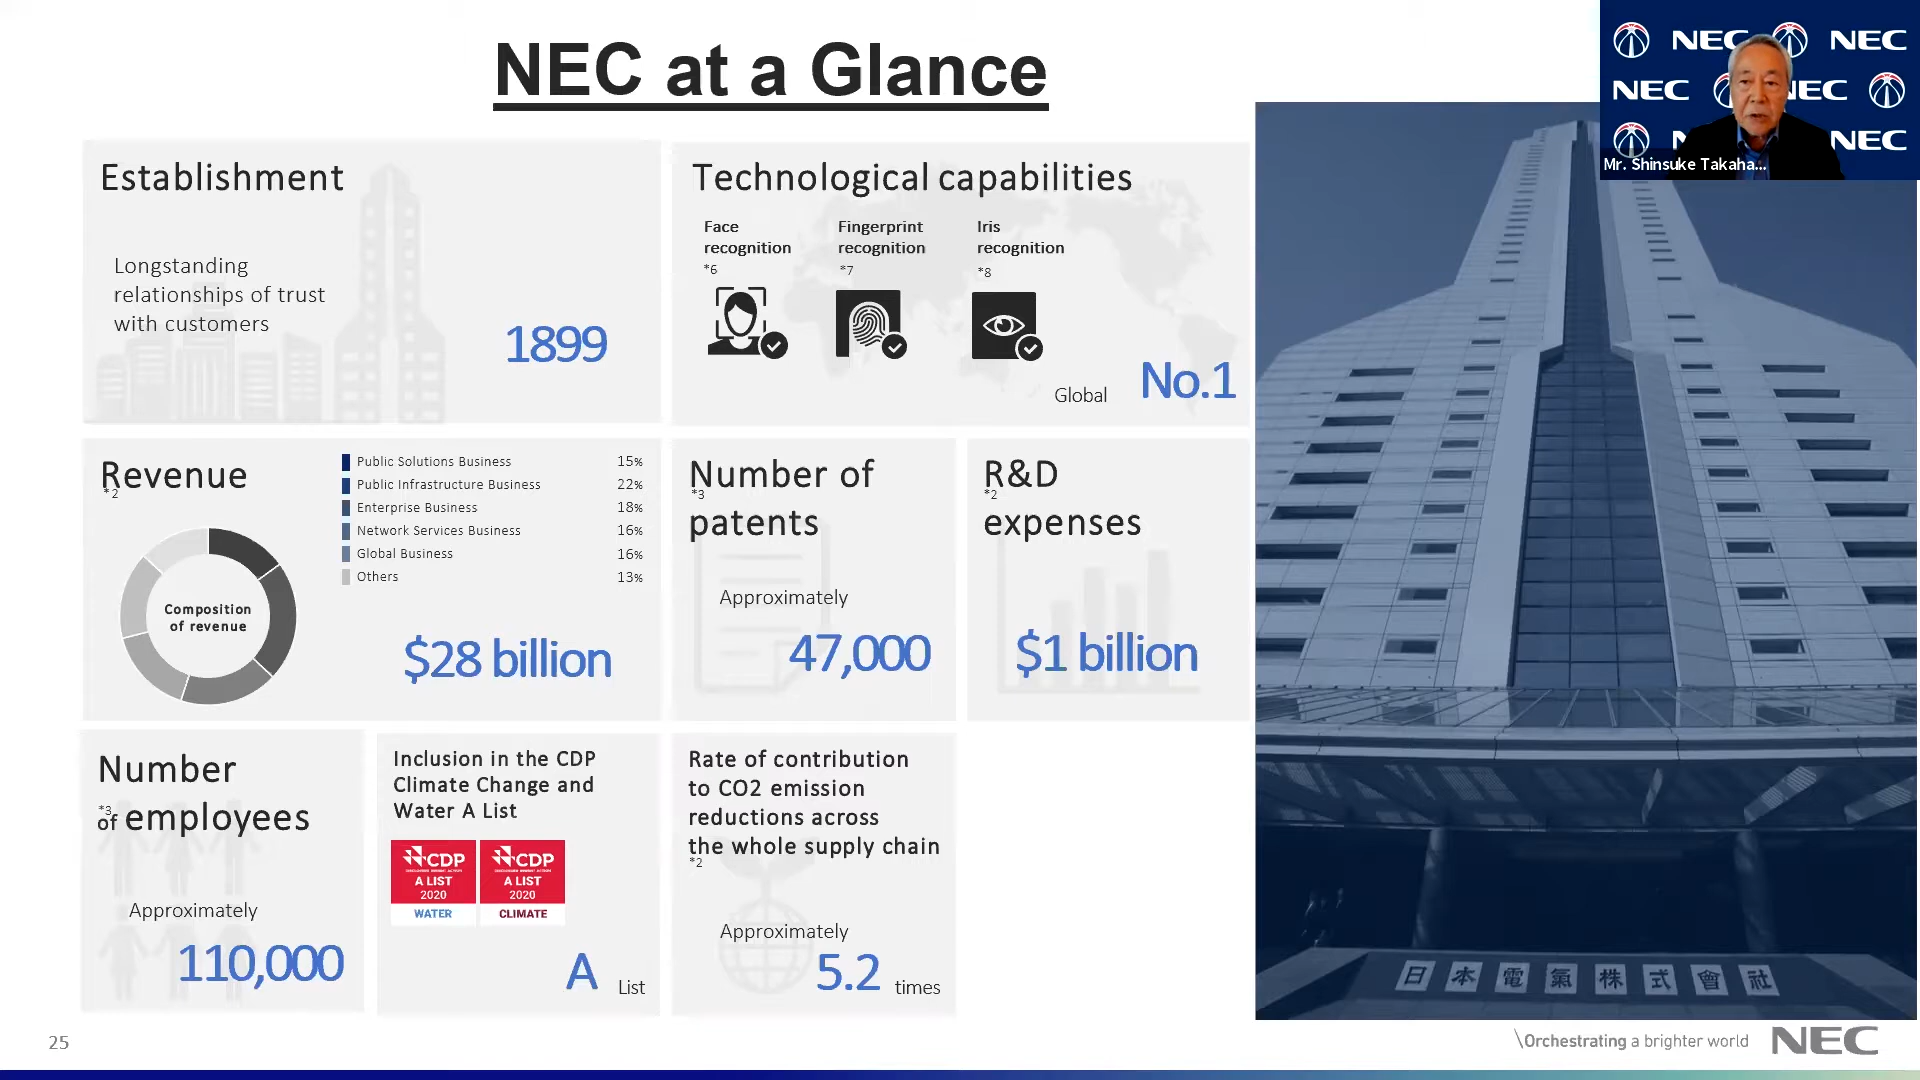 NEC at a Glance
Establishment
Longstanding
relationships of trust
with customers
1899
Technological capabilities
Face
recognition
*6
Fingerprint
recognition
*7
Iris
recognition
*8
Global No.1
Revenue
*2
Composition
of revenue
Public Solutions Business 15%
Public Infrastructure Business 22%
Enterprise Business 18%
Network Services Business 16%
Global Business 16%
Others 13%
$28 billion
Number of
*3
patents
Approximately
47,000
R&D
*2
expenses
$1 billion
Number
*3
of employees
Approximately
110,000
Inclusion in the CDP
Climate Change and
Water A List
CDP
A LIST
2020
WATER
CDP
A LIST
2020
CLIMATE
A List
Rate of contribution
to CO2 emission
reductions across
the whole supply chain
*2
Approximately
5.2 times
NEC NEC
NEC NEC
NEC
Mr. Shinsuke Takaha...
日本電氣株式會社
25
\Orchestrating a brighter world NEC